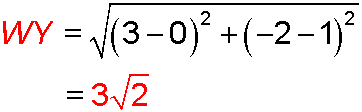 WY = √((3 − 0)² + (−2 − 1)²)
= 3√2